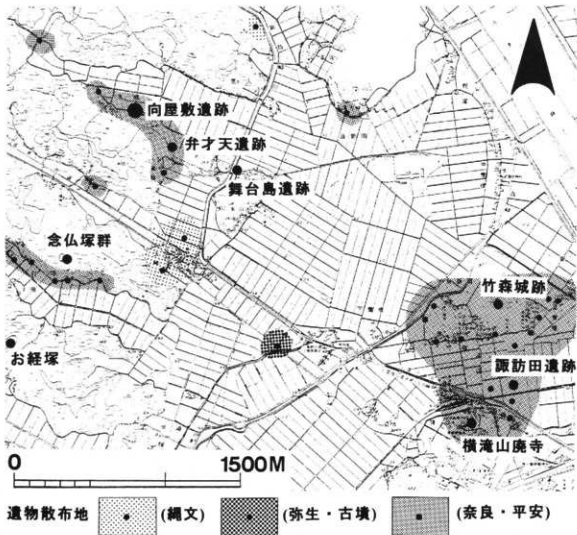 向屋敷遺跡
弁才天遺跡
舞台島遺跡
念仏塚群
竹森城跡
お経塚
諏訪田遺跡
横滝山廃寺
0 1500M
遺物散布地 (縄文) (弥生・古墳) (奈良・平安)